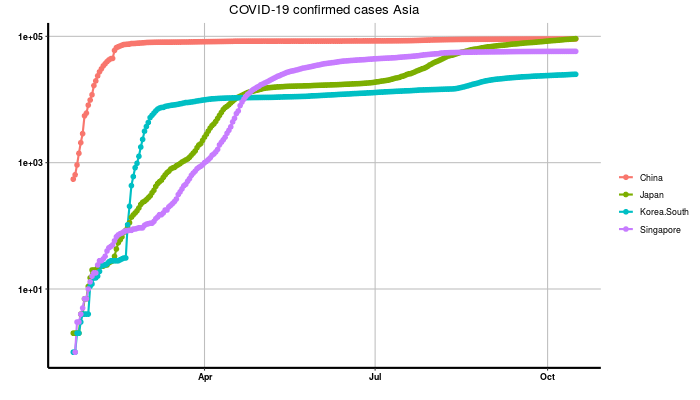 COVID-19 confirmed cases Asia
1e+05
1e+03
1e+01
Apr
Jul
Oct
China
Japan
Korea.South
Singapore